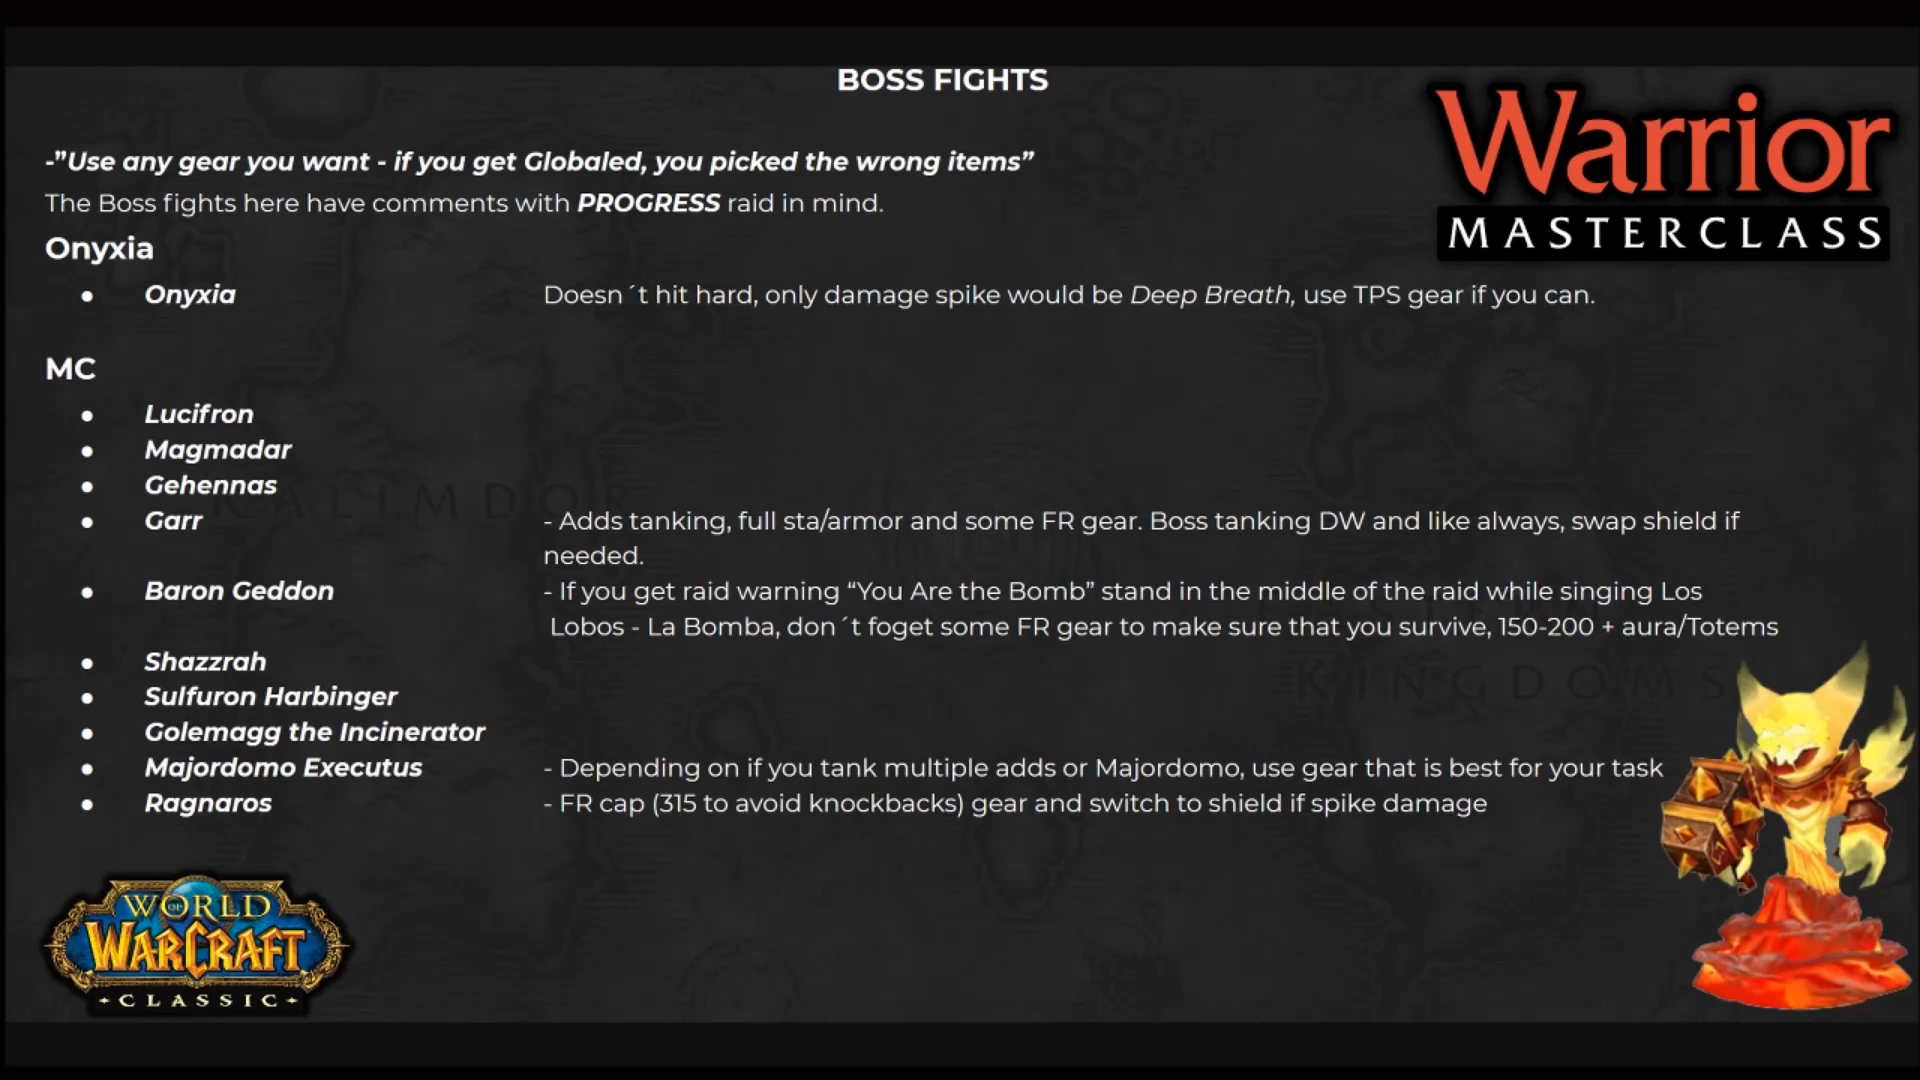 BOSS FIGHTS
Warrior
MASTERCLASS
-”Use any gear you want - if you get Globaled, you picked the wrong items”
The Boss fights here have comments with PROGRESS raid in mind.
Onyxia
● Onyxia Doesn´t hit hard, only damage spike would be Deep Breath, use TPS gear if you can.
MC
● Lucifron
● Magmadar
● Gehennas
KALIMDOR
● Garr - Adds tanking, full sta/armor and some FR gear. Boss tanking DW and like always, swap shield if
needed.
● Baron Geddon - If you get raid warning “You Are the Bomb” stand in the middle of the raid while singing Los
Lobos - La Bomba, don´t foget some FR gear to make sure that you survive, 150-200 + aura/Totems
● Shazzrah
KINGDOMS
● Sulfuron Harbinger
● Golemagg the Incinerator
● Majordomo Executus - Depending on if you tank multiple adds or Majordomo, use gear that is best for your task
● Ragnaros - FR cap (315 to avoid knockbacks) gear and switch to shield if spike damage
WORLD OF
WARCRAFT
CLASSIC